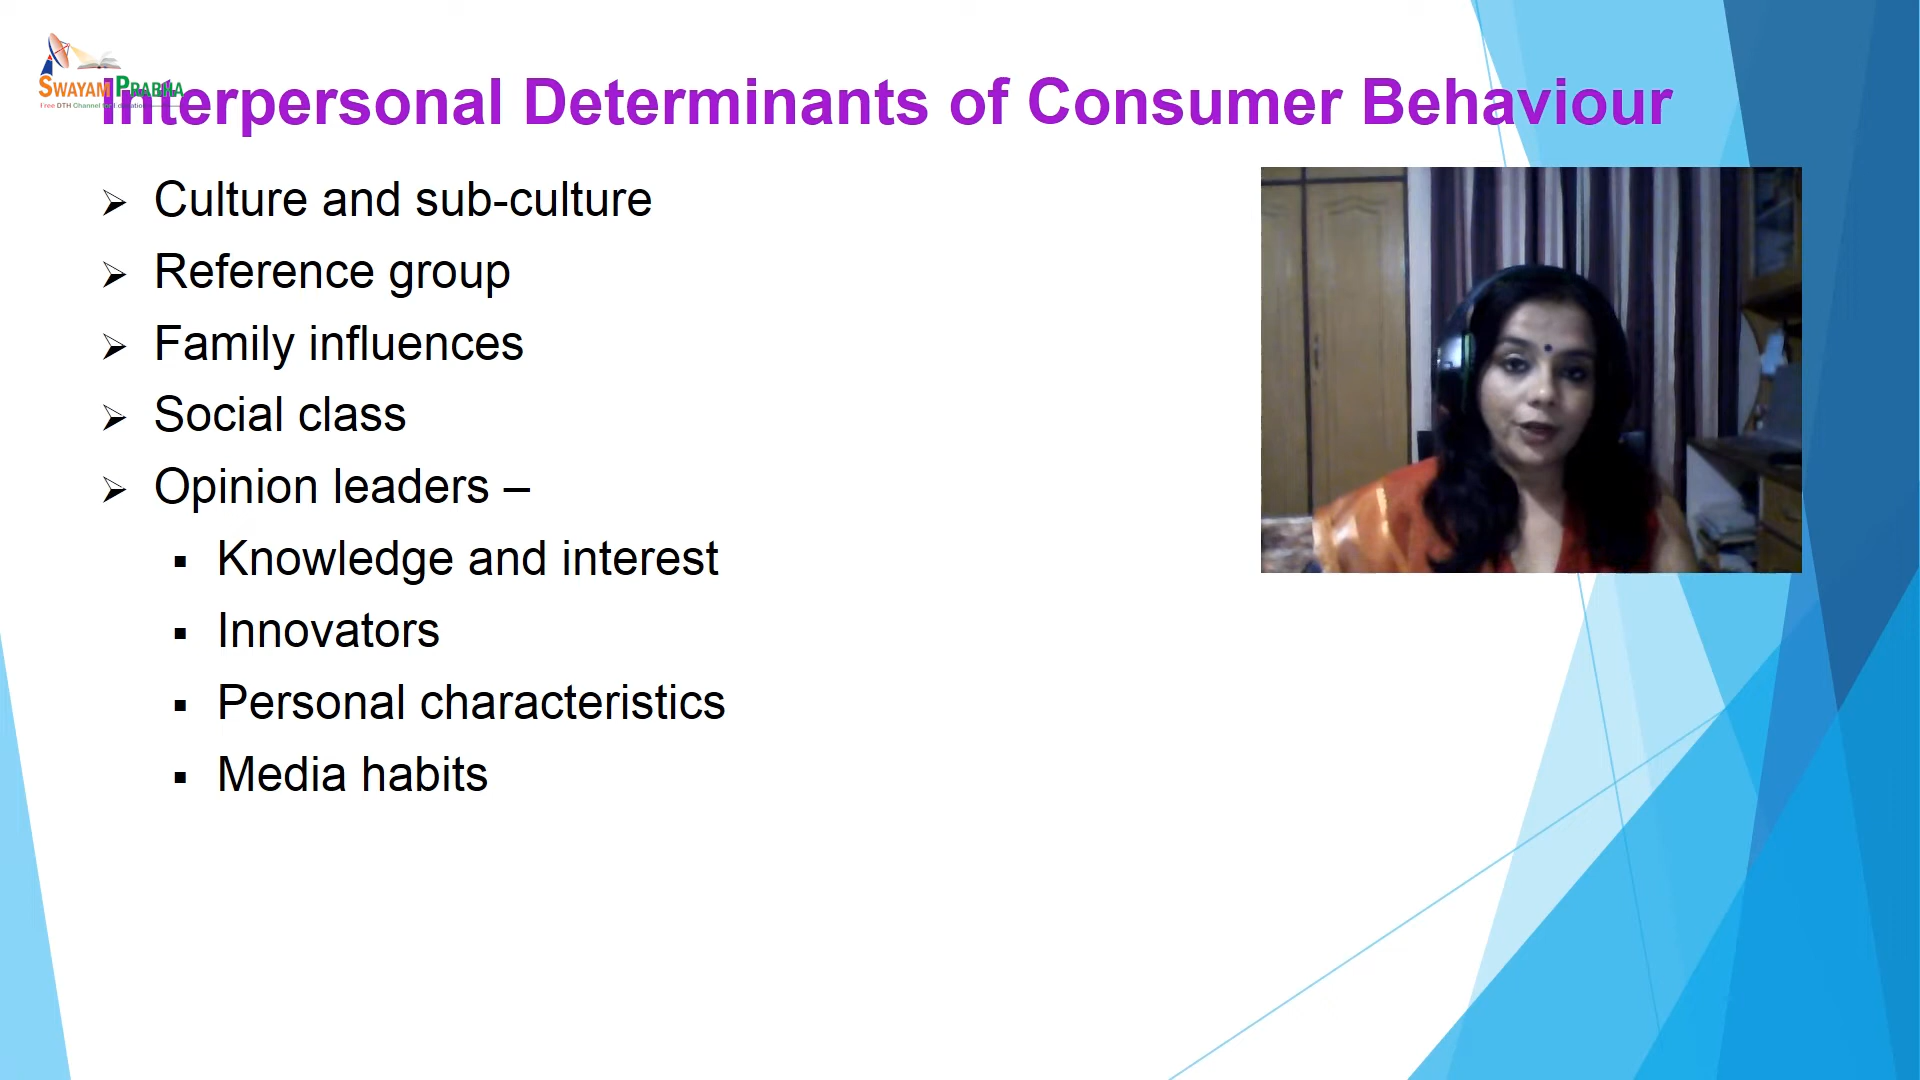 SWAYAM PRABHA
Free DTH Channel for Education
Interpersonal Determinants of Consumer Behaviour
Culture and sub-culture
Reference group
Family influences
Social class
Opinion leaders –
Knowledge and interest
Innovators
Personal characteristics
Media habits